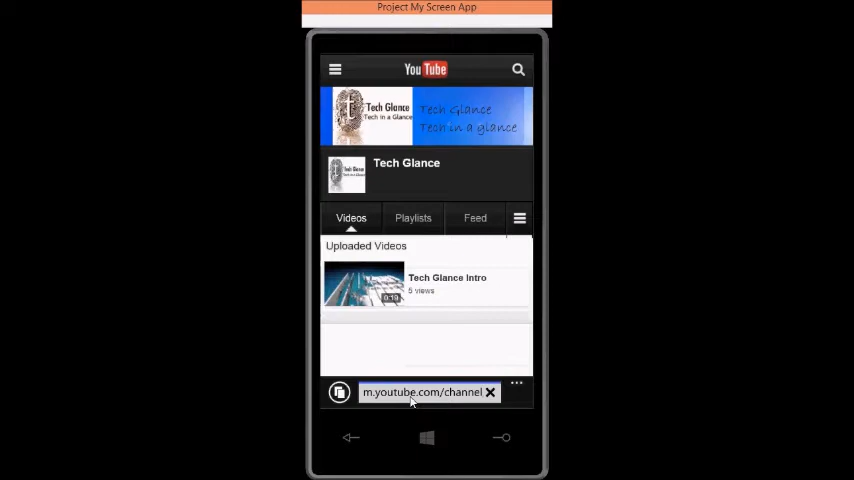 Project My Screen App
YouTube
Tech Glance
Tech in a Glance
Tech Glance
Tech in a glance
Tech Glance
Videos
Playlists
Feed
Uploaded Videos
0:19
Tech Glance Intro
5 views
m.youtube.com/channel